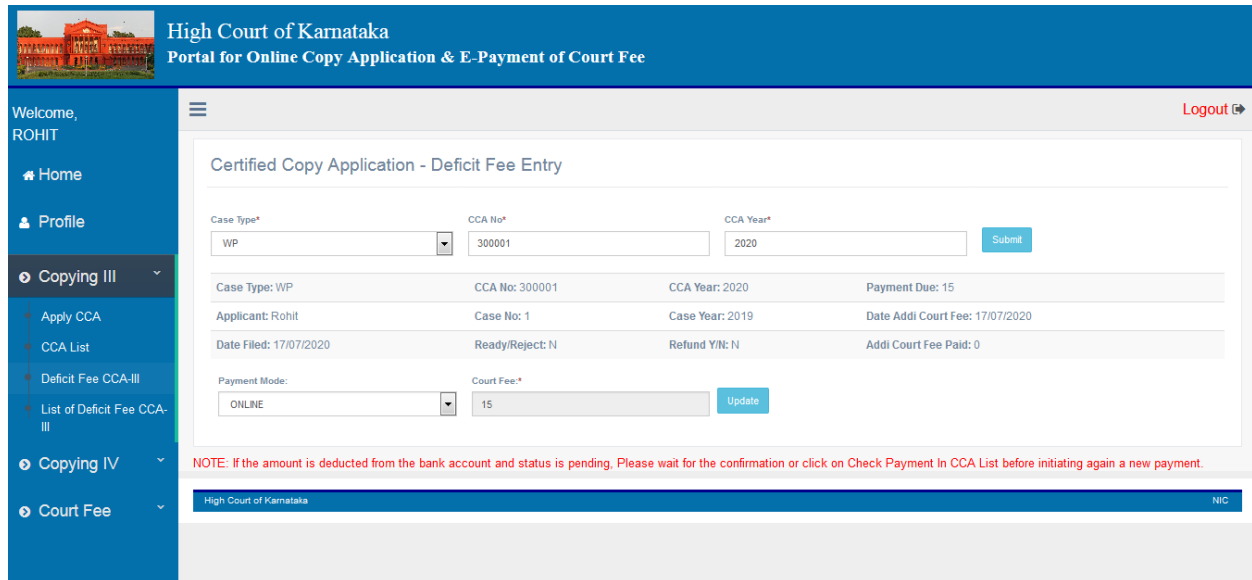 High Court of Karnataka
Portal for Online Copy Application & E-Payment of Court Fee
Welcome,
ROHIT
Home
Profile
Copying III
Apply CCA
CCA List
Deficit Fee CCA-III
List of Deficit Fee CCA-
III
Copying IV
Court Fee
Logout
Certified Copy Application - Deficit Fee Entry
Case Type* CCA No* CCA Year*
WP 300001 2020 Submit
Case Type: WP CCA No: 300001 CCA Year: 2020 Payment Due: 15
Applicant: Rohit Case No: 1 Case Year: 2019 Date Addi Court Fee: 17/07/2020
Date Filed: 17/07/2020 Ready/Reject: N Refund Y/N: N Addi Court Fee Paid: 0
Payment Mode: Court Fee:*
ONLINE 15 Update
NOTE: If the amount is deducted from the bank account and status is pending, Please wait for the confirmation or click on Check Payment In CCA List before initiating again a new payment.
High Court of Karnataka NIC